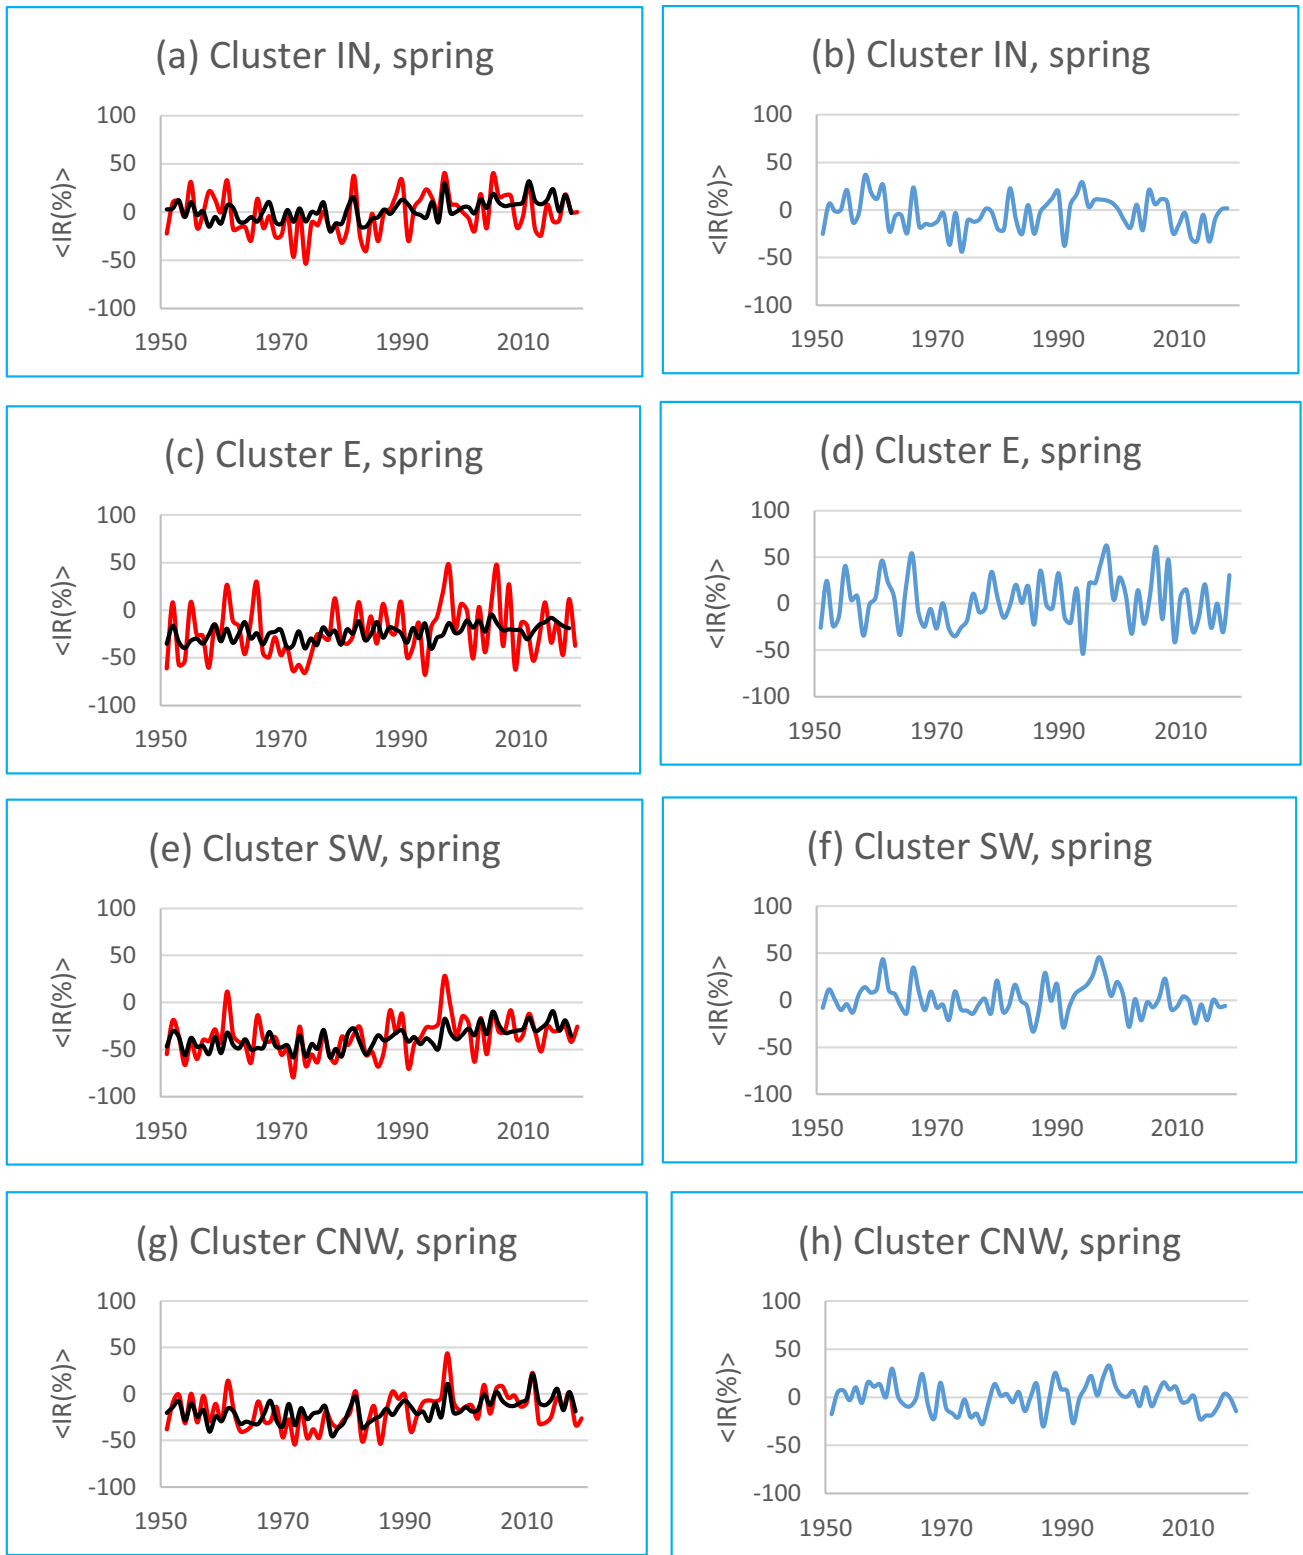 (a) Cluster IN, spring
<IR(%)>
100
50
0
-50
-100
1950 1970 1990 2010
(b) Cluster IN, spring
<IR(%)>
100
50
0
-50
-100
1950 1970 1990 2010
(c) Cluster E, spring
<IR(%)>
100
50
0
-50
-100
1950 1970 1990 2010
(d) Cluster E, spring
<IR(%)>
100
50
0
-50
-100
1950 1970 1990 2010
(e) Cluster SW, spring
<IR(%)>
100
50
0
-50
-100
1950 1970 1990 2010
(f) Cluster SW, spring
<IR(%)>
100
50
0
-50
-100
1950 1970 1990 2010
(g) Cluster CNW, spring
<IR(%)>
100
50
0
-50
-100
1950 1970 1990 2010
(h) Cluster CNW, spring
<IR(%)>
100
50
0
-50
-100
1950 1970 1990 2010